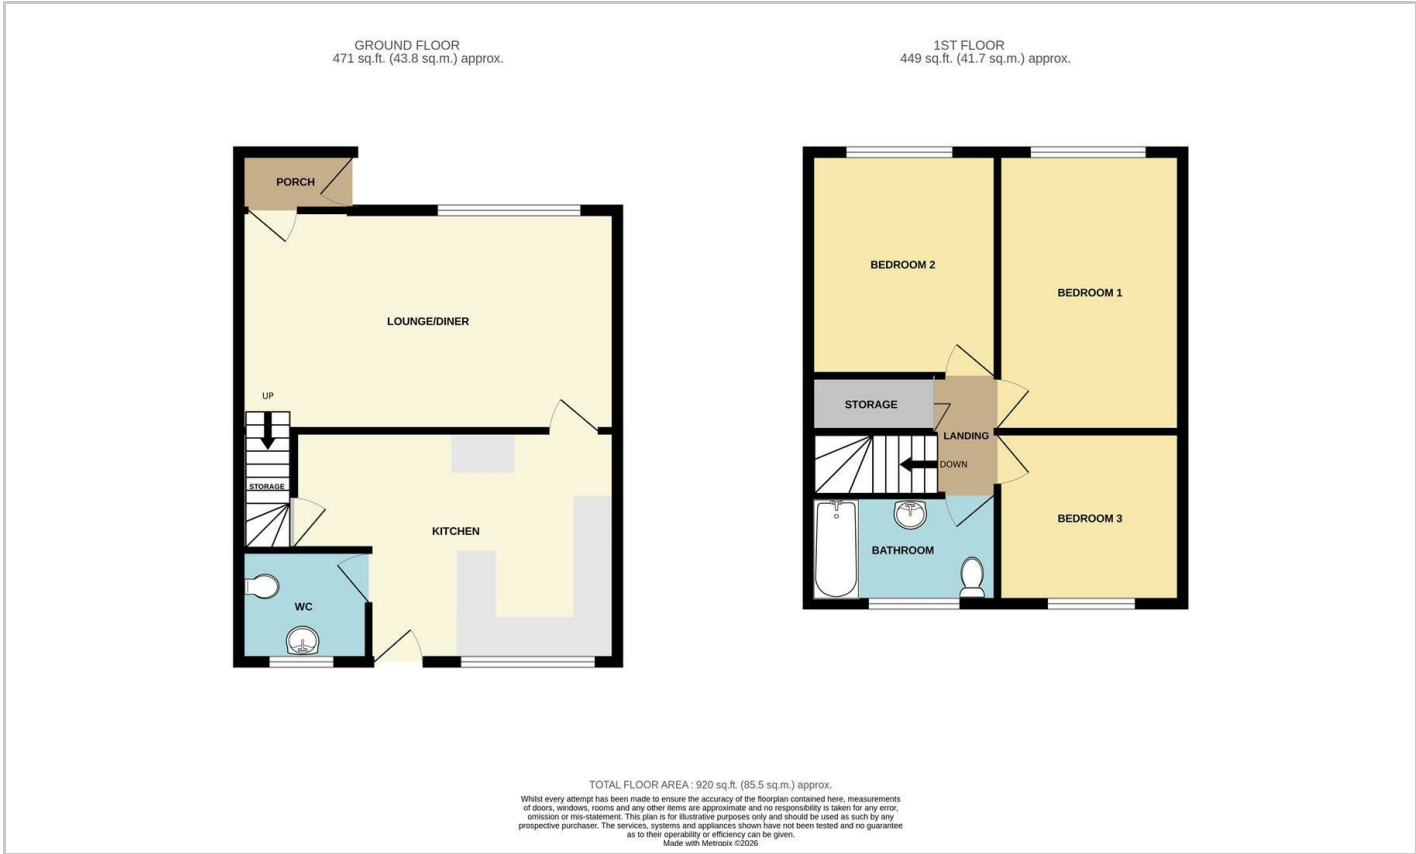 GROUND FLOOR
471 sq.ft. (43.8 sq.m.) approx.
PORCH
LOUNGE/DINER
UP
STORAGE
KITCHEN
WC
1ST FLOOR
449 sq.ft. (41.7 sq.m.) approx.
BEDROOM 2
BEDROOM 1
STORAGE
LANDING
DOWN
BEDROOM 3
BATHROOM
TOTAL FLOOR AREA : 920 sq.ft. (85.5 sq.m.) approx.
Whilst every attempt has been made to ensure the accuracy of the floorplan contained here, measurements
of doors, windows, rooms and any other items are approximate and no responsibility is taken for any error,
omission or mis-statement. This plan is for illustrative purposes only and should be used as such by any
prospective purchaser. The services, systems and appliances shown have not been tested and no guarantee
as to their operability or efficiency can be given.
Made with Metropix ©2026